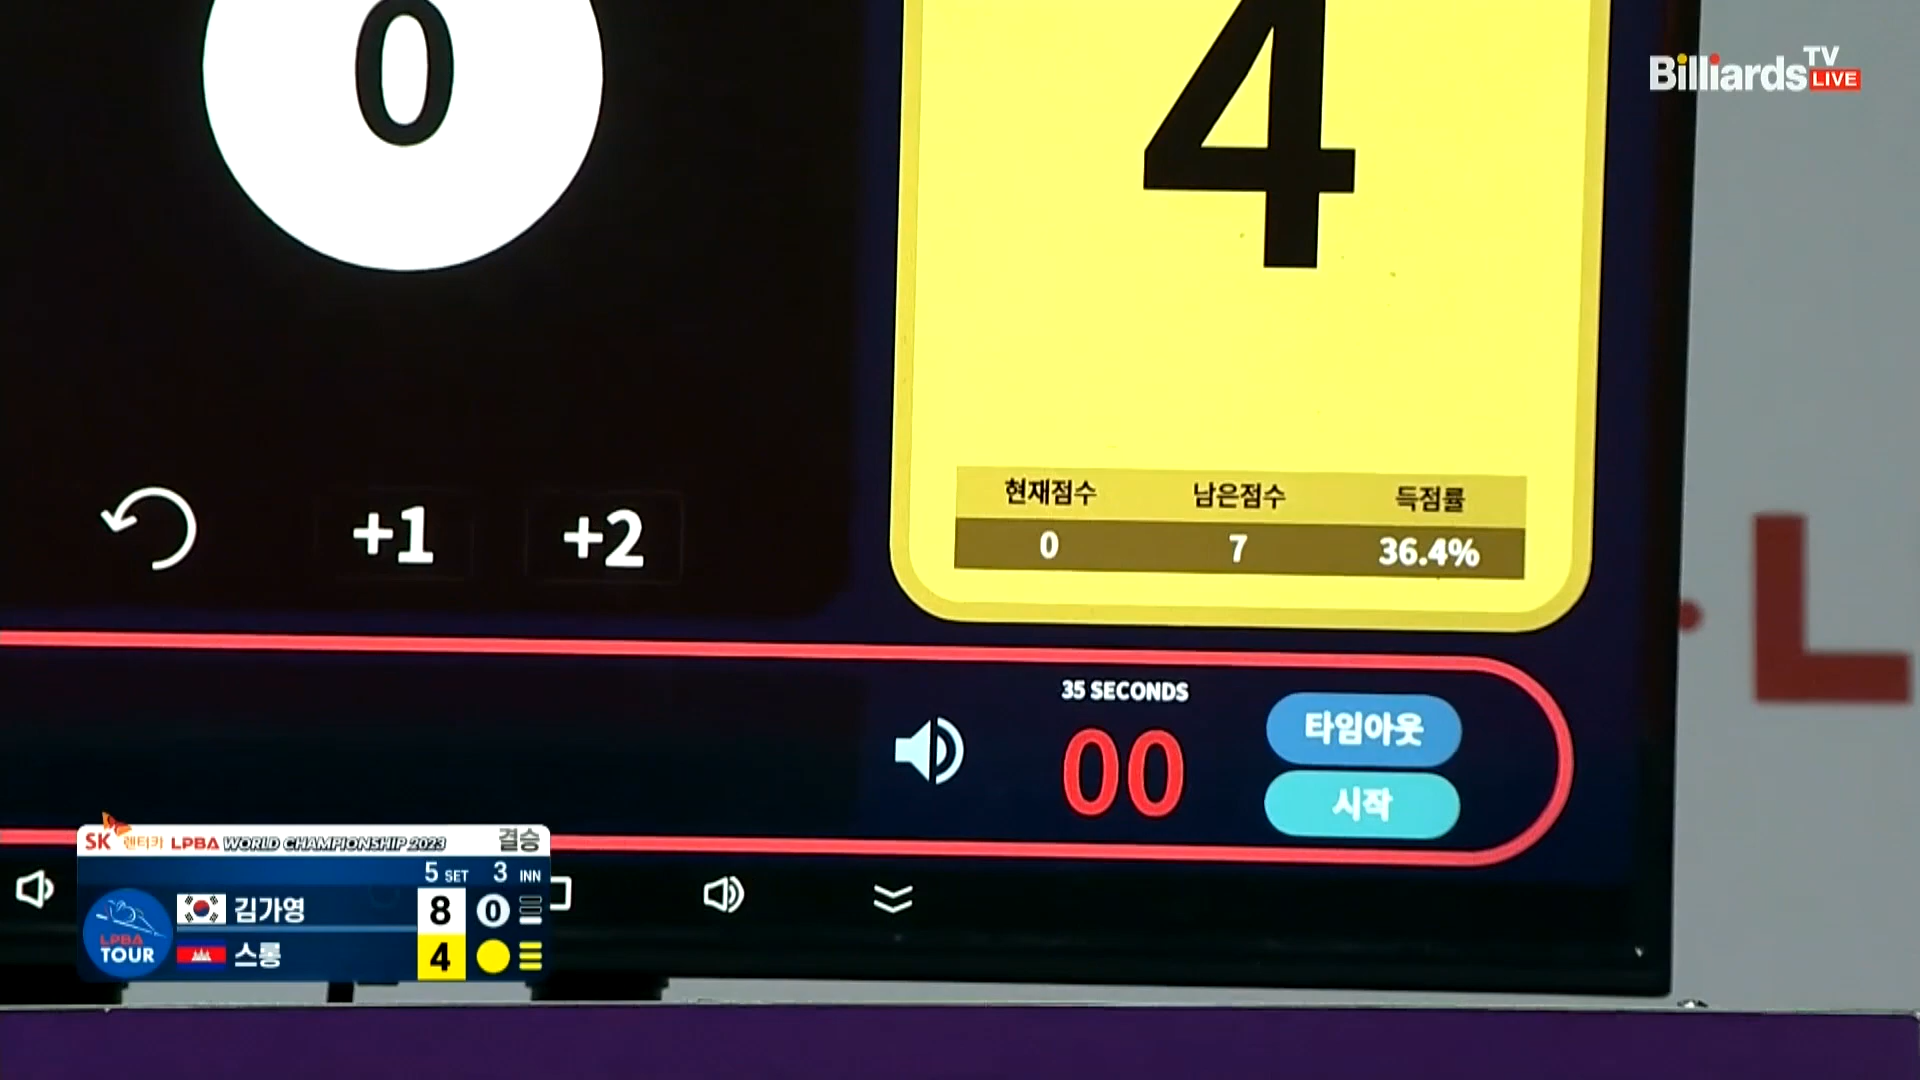 0
4
Billiards TV LIVE
현재점수 남은점수 득점률
0 7 36.4%
+1 +2
L
35 SECONDS
00
타임아웃
시작
SK 렌터카 LPBA WORLD CHAMPIONSHIP 2023 결승
5 SET 3 INN
김가영 8 0
스롱 4
LPBA
TOUR